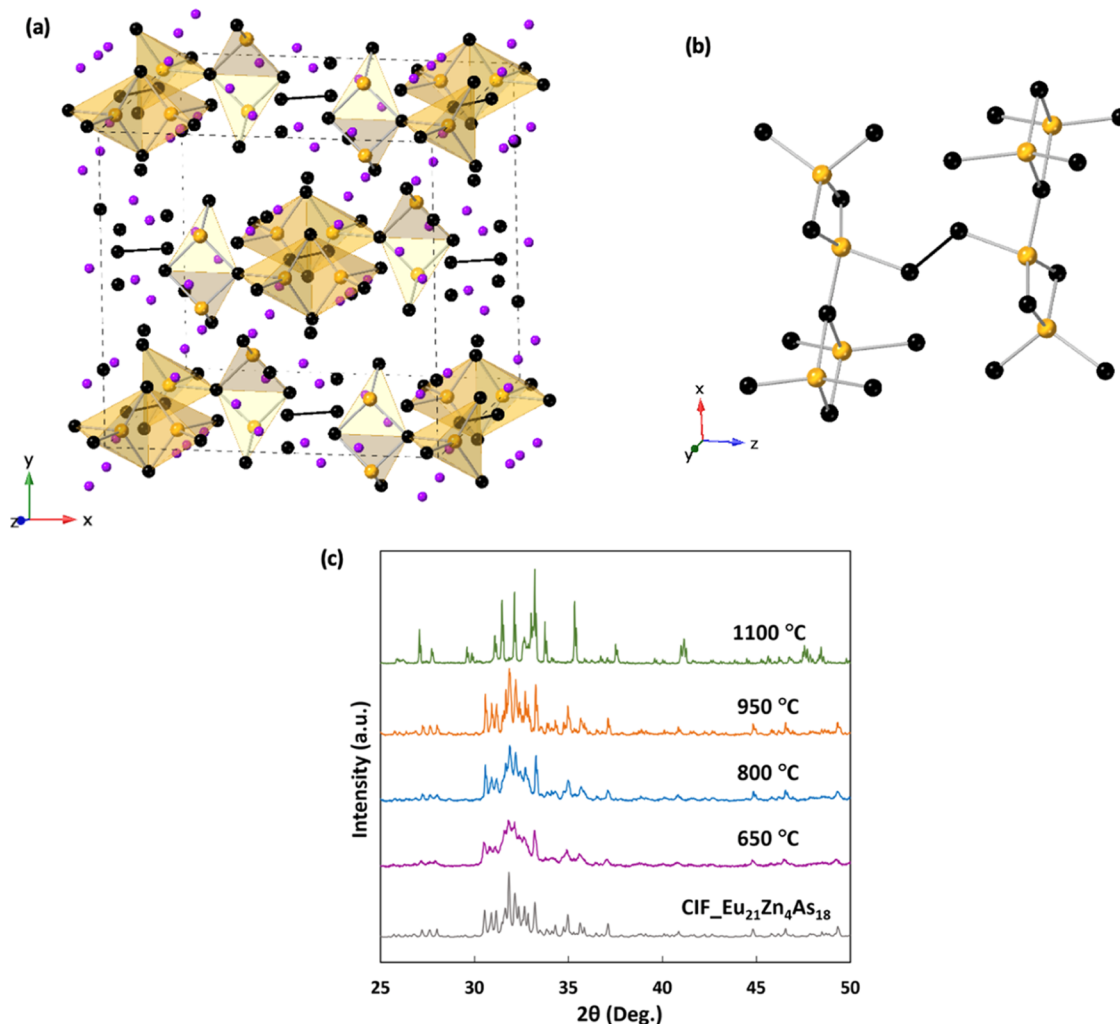 (a)
(b)
x
z
y
y
z
x
(c)
1100 °C
950 °C
800 °C
650 °C
CIF_Eu₂₁Zn₄As₁₈
Intensity (a.u.)
25 30 35 40 45 50
2θ (Deg.)